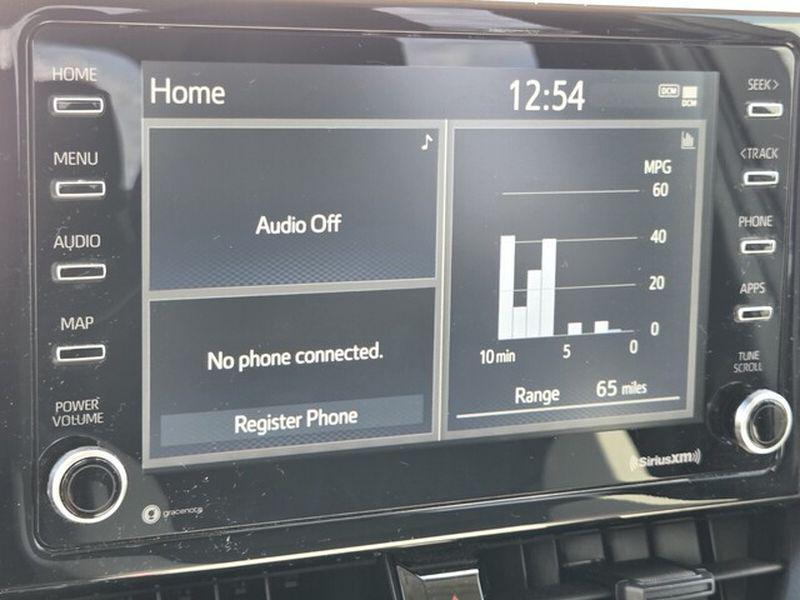 HOME
MENU
AUDIO
MAP
POWER
VOLUME
Home
12:54
DCM
DCM
Audio Off
No phone connected.
Register Phone
MPG
60
40
20
0
10 min 5 0
Range 65 miles
SEEK >
< TRACK
PHONE
APPS
TUNE
SCROLL
gracenote
((SiriusXM))